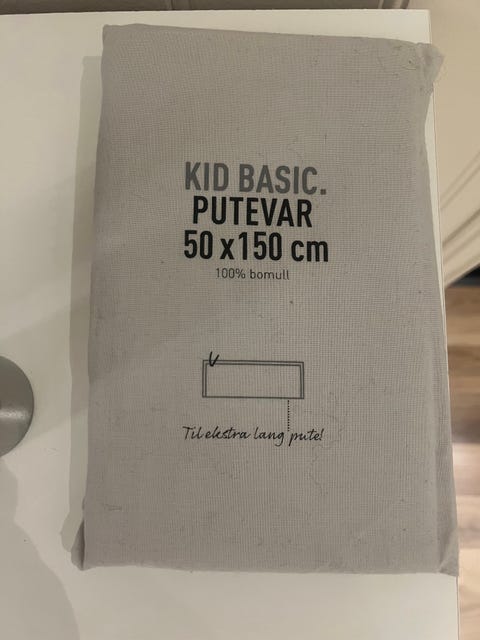 KID BASIC.
PUTEVAR
50 x 150 cm
100% bomull
Til ekstra lang pute!